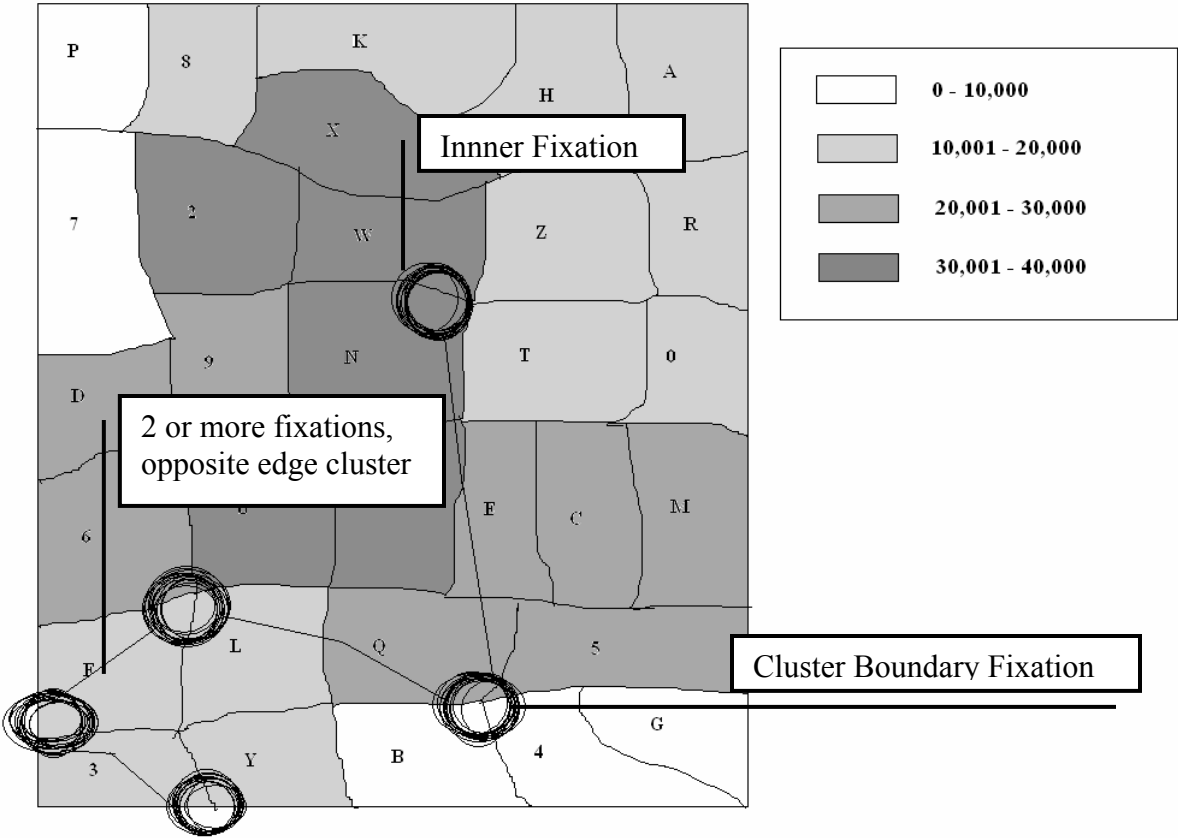 P
8
K
H
A
X
Innner Fixation
7
2
W
Z
R
9
N
T
0
D
2 or more fixations,
opposite edge cluster
6
E
C
M
F
L
Q
5
Cluster Boundary Fixation
3
Y
B
4
G
0 - 10,000
10,001 - 20,000
20,001 - 30,000
30,001 - 40,000